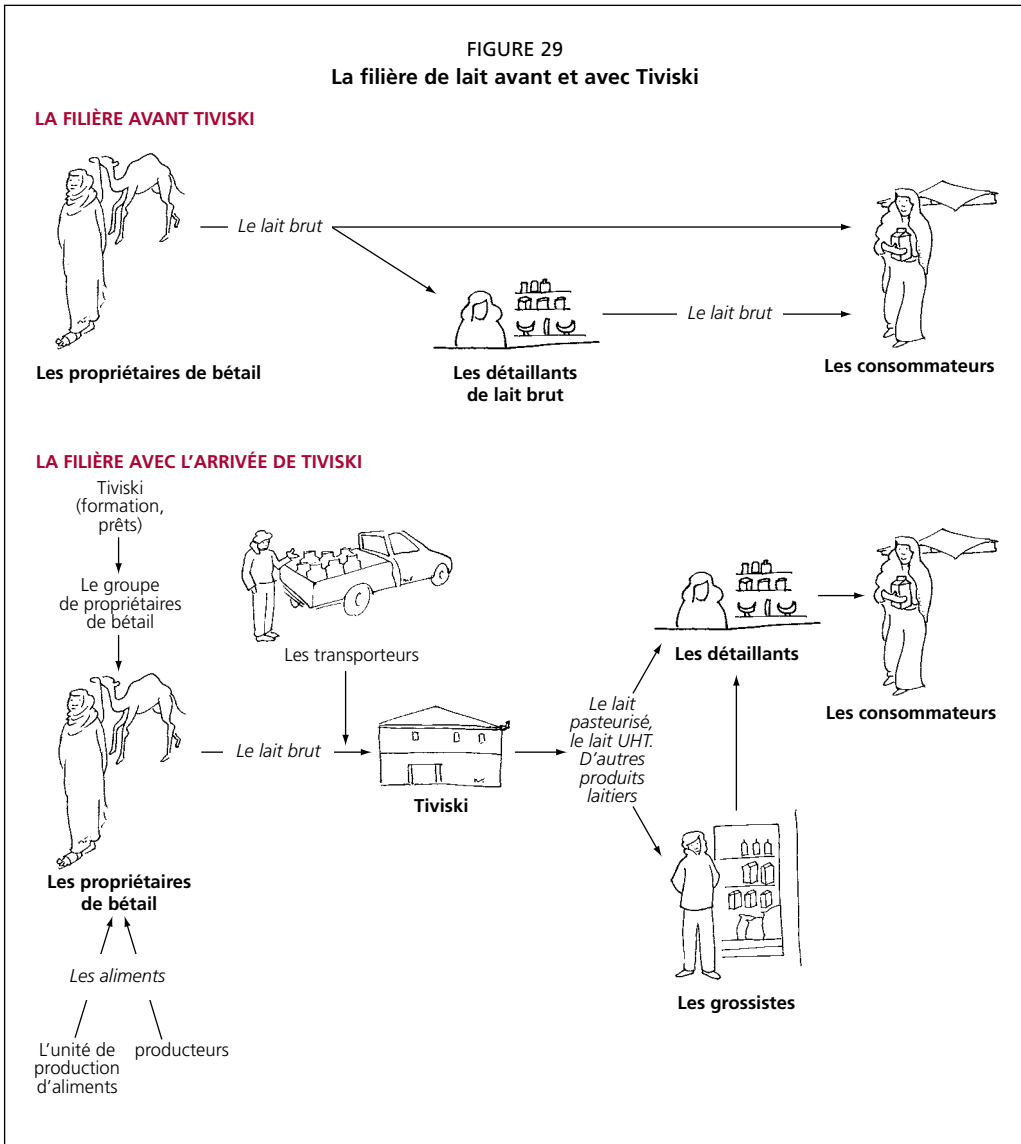 FIGURE 29
La filière de lait avant et avec Tiviski
LA FILIÈRE AVANT TIVISKI
Le lait brut
Le lait brut
Les propriétaires de bétail
Les détaillants
de lait brut
Les consommateurs
LA FILIÈRE AVEC L'ARRIVÉE DE TIVISKI
Tiviski
(formation,
prêts)
Le groupe
de propriétaires
de bétail
Les transporteurs
Les détaillants
Les consommateurs
Le lait brut
Tiviski
Le lait
pasteurisé,
le lait UHT.
D'autres
produits
laitiers
Les propriétaires
de bétail
Les aliments
L'unité de
production
d'aliments
producteurs
Les grossistes